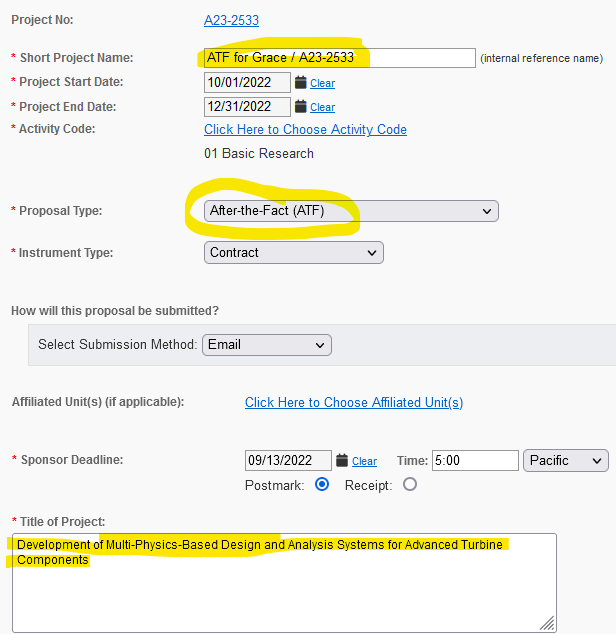 Project No: A23-2533
* Short Project Name: ATF for Grace / A23-2533 (internal reference name)
* Project Start Date: 10/01/2022 Clear
* Project End Date: 12/31/2022 Clear
* Activity Code: Click Here to Choose Activity Code
01 Basic Research
* Proposal Type: After-the-Fact (ATF)
* Instrument Type: Contract
How will this proposal be submitted?
Select Submission Method: Email
Affiliated Unit(s) (if applicable): Click Here to Choose Affiliated Unit(s)
* Sponsor Deadline: 09/13/2022 Clear Time: 5:00 Pacific
Postmark: Receipt:
* Title of Project:
Development of Multi-Physics-Based Design and Analysis Systems for Advanced Turbine
Components